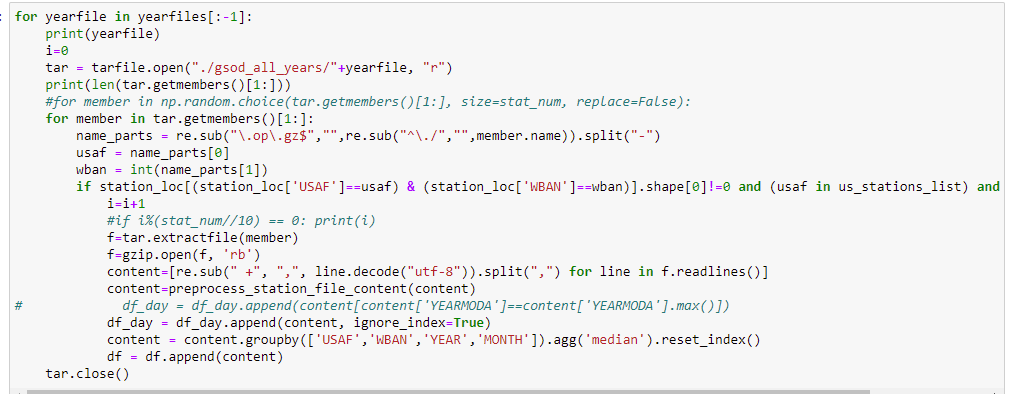 for yearfile in yearfiles[:-1]:
    print(yearfile)
    i=0
    tar = tarfile.open("./gsod_all_years/"+yearfile, "r")
    print(len(tar.getmembers()[1:]))
    #for member in np.random.choice(tar.getmembers()[1:], size=stat_num, replace=False):
    for member in tar.getmembers()[1:]:
        name_parts = re.sub("\.op\.gz$","",re.sub("^\./","",member.name)).split("-")
        usaf = name_parts[0]
        wban = int(name_parts[1])
        if station_loc[(station_loc['USAF']==usaf) & (station_loc['WBAN']==wban)].shape[0]!=0 and (usaf in us_stations_list) and
            i=i+1
            #if i%(stat_num//10) == 0: print(i)
            f=tar.extractfile(member)
            f=gzip.open(f, 'rb')
            content=[re.sub(" +", ",", line.decode("utf-8")).split(",") for line in f.readlines()]
            content=preprocess_station_file_content(content)
#             df_day = df_day.append(content[content['YEARMODA']==content['YEARMODA'].max()])
            df_day = df_day.append(content, ignore_index=True)
            content = content.groupby(['USAF','WBAN','YEAR','MONTH']).agg('median').reset_index()
            df = df.append(content)
    tar.close()